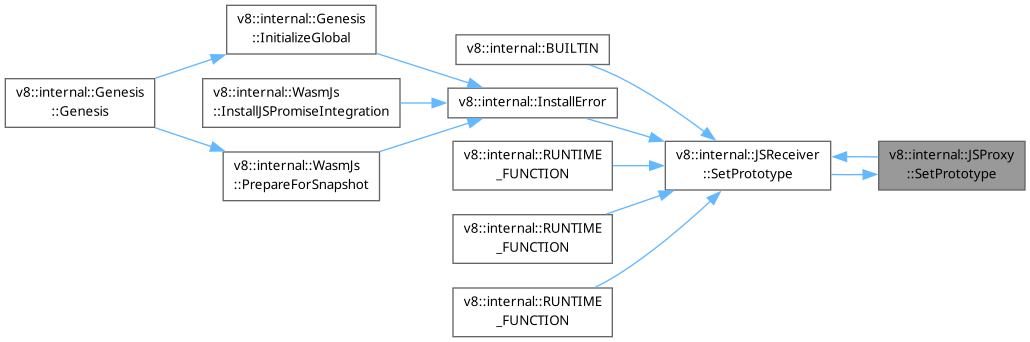 v8::internal::Genesis
::InitializeGlobal
v8::internal::BUILTIN
v8::internal::Genesis
::Genesis
v8::internal::WasmJs
::InstallJSPromiseIntegration
v8::internal::InstallError
v8::internal::WasmJs
::PrepareForSnapshot
v8::internal::RUNTIME
_FUNCTION
v8::internal::JSReceiver
::SetPrototype
v8::internal::JSProxy
::SetPrototype
v8::internal::RUNTIME
_FUNCTION
v8::internal::RUNTIME
_FUNCTION